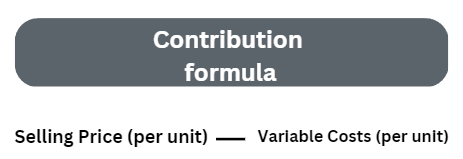 Contribution
formula
Selling Price (per unit) — Variable Costs (per unit)